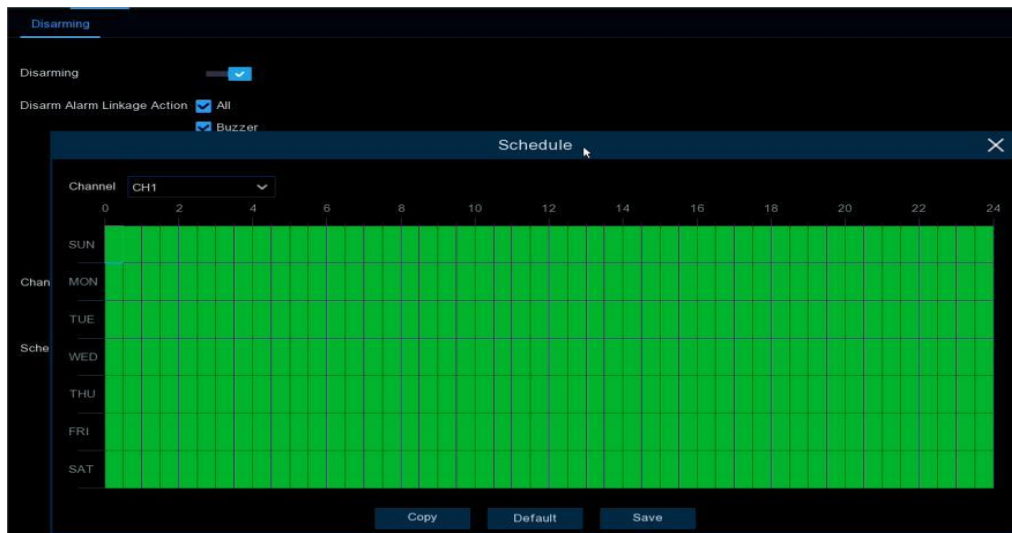 Disarming
Disarming
Disarm Alarm Linkage Action All
Buzzer
Schedule
Channel CH1
0 2 4 6 8 10 12 14 16 18 20 22 24
SUN
Chan MON
TUE
Sche WED
THU
FRI
SAT
Copy Default Save